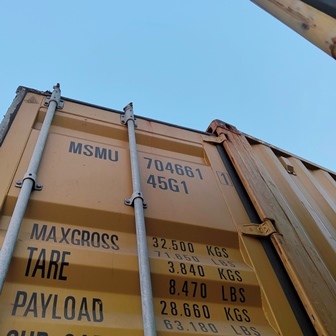 MSMU 704661 1
45G1
MAXGROSS 32.500 KGS
71.650 LBS
TARE 3.840 KGS
8.470 LBS
PAYLOAD 28,660 KGS
63.180 LBS